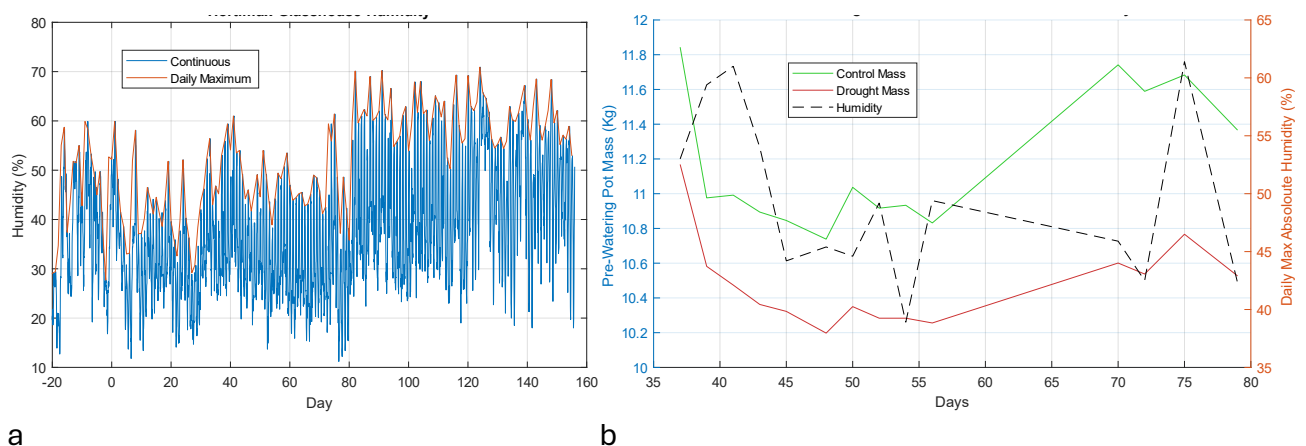 Continuous
Daily Maximum
Humidity (%)
80
70
60
50
40
30
20
10
-20 0 20 40 60 80 100 120 140 160
Day
a
Control Mass
Drought Mass
Humidity
Pre-Watering Pot Mass (Kg)
12
11.8
11.6
11.4
11.2
11
10.8
10.6
10.4
10.2
10
Daily Max Absoloute Humidity (%)
65
60
55
50
45
40
35
35 40 45 50 55 60 65 70 75 80
Days
b